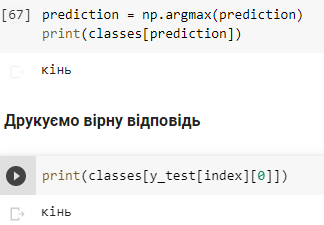 [67] prediction = np.argmax(prediction)
print(classes[prediction])
кінь
Друкуємо вірну відповідь
print(classes[y_test[index][0]])
кінь